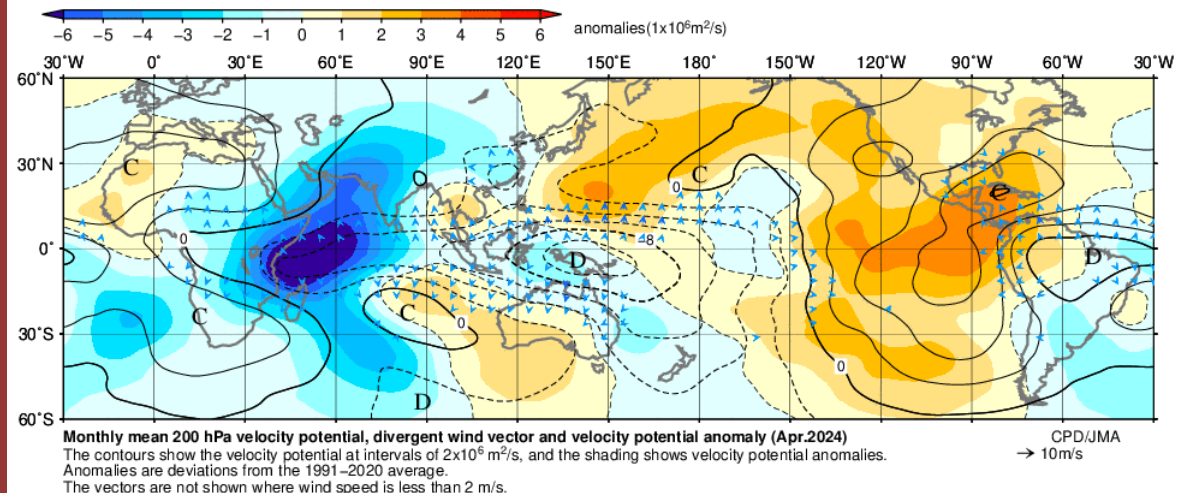 −6 −5 −4 −3 −2 −1 0 1 2 3 4 5 6
anomalies(1x10⁶m²/s)
30°W 0° 30°E 60°E 90°E 120°E 150°E 180° 150°W 120°W 90°W 60°W 30°W
60°N
30°N
C
C
0
C
0
0
−8
D
D
C
C
0
0°
30°S
D
0
60°S
Monthly mean 200 hPa velocity potential, divergent wind vector and velocity potential anomaly (Apr.2024)
CPD/JMA
The contours show the velocity potential at intervals of 2x10⁶ m²/s, and the shading shows velocity potential anomalies.
10m/s
Anomalies are deviations from the 1991−2020 average.
The vectors are not shown where wind speed is less than 2 m/s.